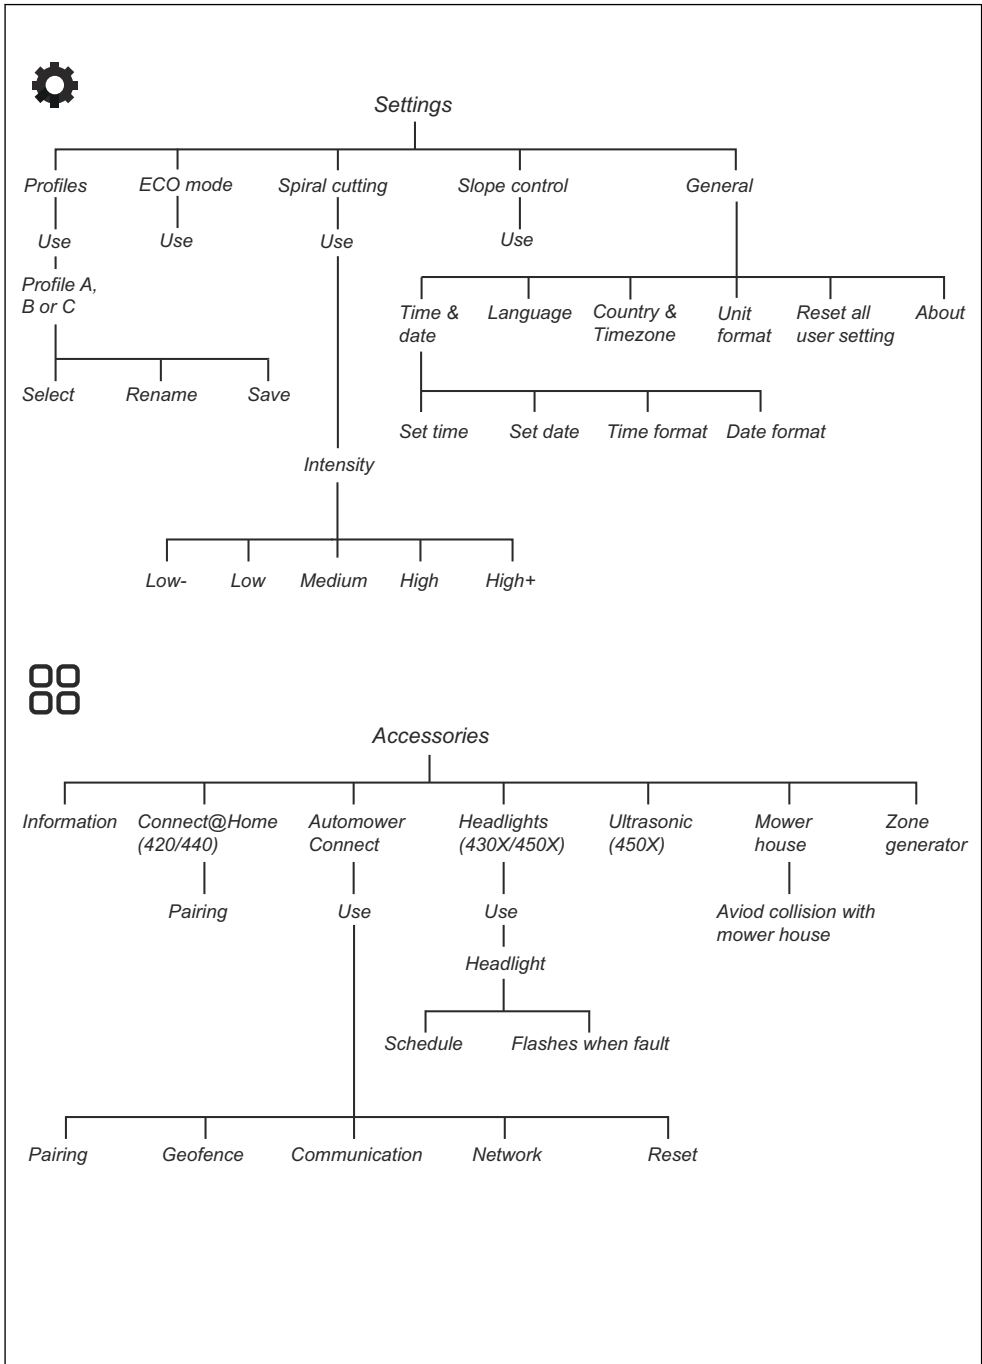 Settings
Profiles
ECO mode
Spiral cutting
Slope control
General
Use
Use
Use
Use
Profile A,
B or C
Time &
date
Language
Country &
Timezone
Unit
format
Reset all
user setting
About
Select
Rename
Save
Set time
Set date
Time format
Date format
Intensity
Low-
Low
Medium
High
High+
Accessories
Information
Connect@Home
(420/440)
Automower
Connect
Headlights
(430X/450X)
Ultrasonic
(450X)
Mower
house
Zone
generator
Pairing
Use
Use
Aviod collision with
mower house
Headlight
Schedule
Flashes when fault
Pairing
Geofence
Communication
Network
Reset